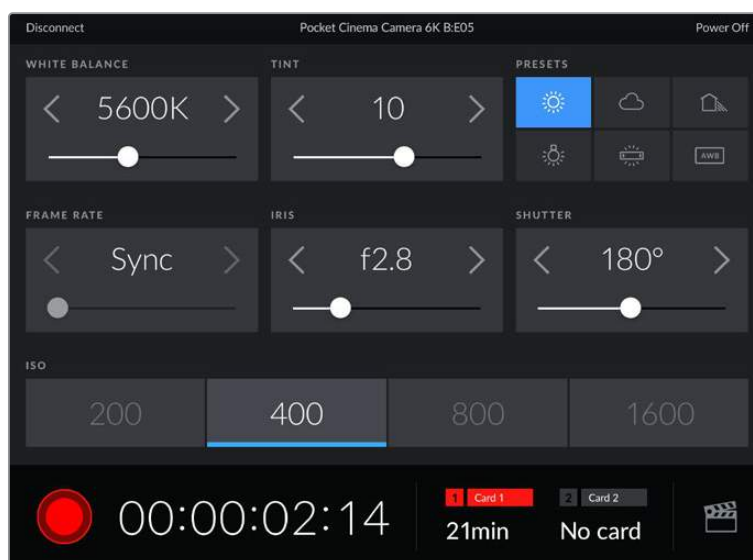 Disconnect Pocket Cinema Camera 6K B:E05 Power Off
WHITE BALANCE TINT PRESETS
5600K 10
AWB
FRAME RATE IRIS SHUTTER
Sync f2.8 180°
ISO
200 400 800 1600
1 Card 1 2 Card 2
00:00:02:14 21min No card